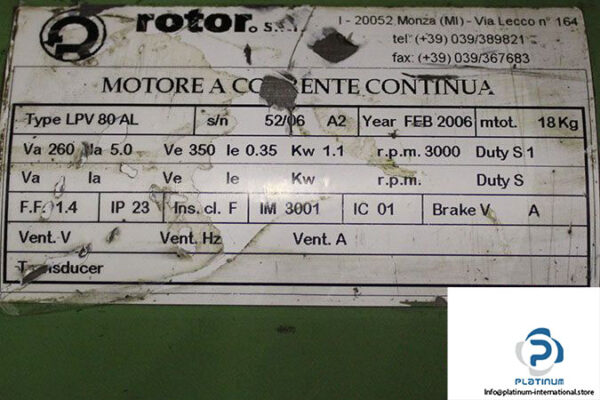 rotor
I - 20052 Monza (MI) - Via Lecco n° 164
tel: (+39) 039/389821
fax: (+39) 039/367683
MOTORE A CONTINUA
Type LPV 80 AL s/n 52/06 A2 Year FEB 2006 mtot. 18 Kg
Va 260 Ia 5.0 Ve 350 Ie 0.35 Kw 1.1 r.p.m. 3000 Duty S 1
Va Ia Ve Ie Kw r.p.m. Duty S
F.F. 1.4 IP 23 Ins. cl. F IM 3001 IC 01 Brake V A
Vent. V Vent. Hz Vent. A
P
PLATINUM
Info@platinum-international.store